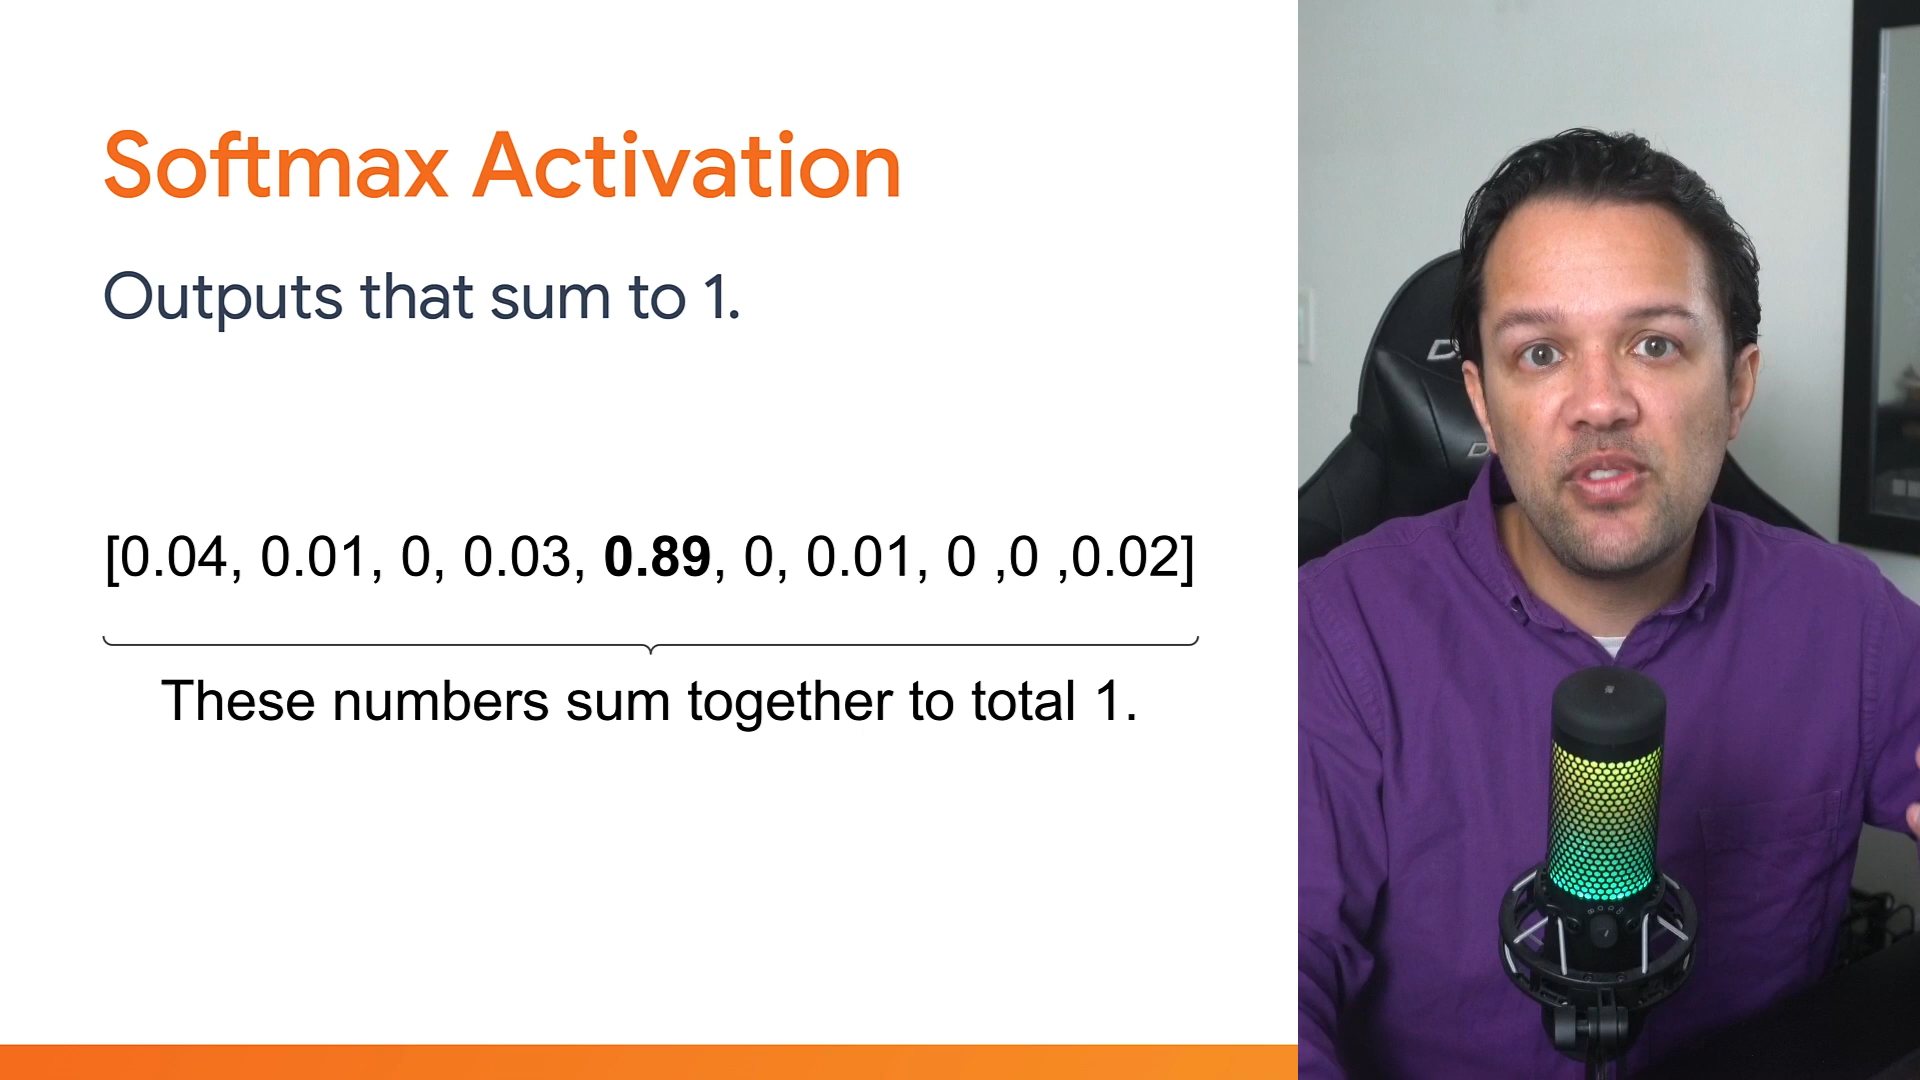 Softmax Activation
Outputs that sum to 1.
[0.04, 0.01, 0, 0.03, 0.89, 0, 0.01, 0 ,0 ,0.02]
These numbers sum together to total 1.